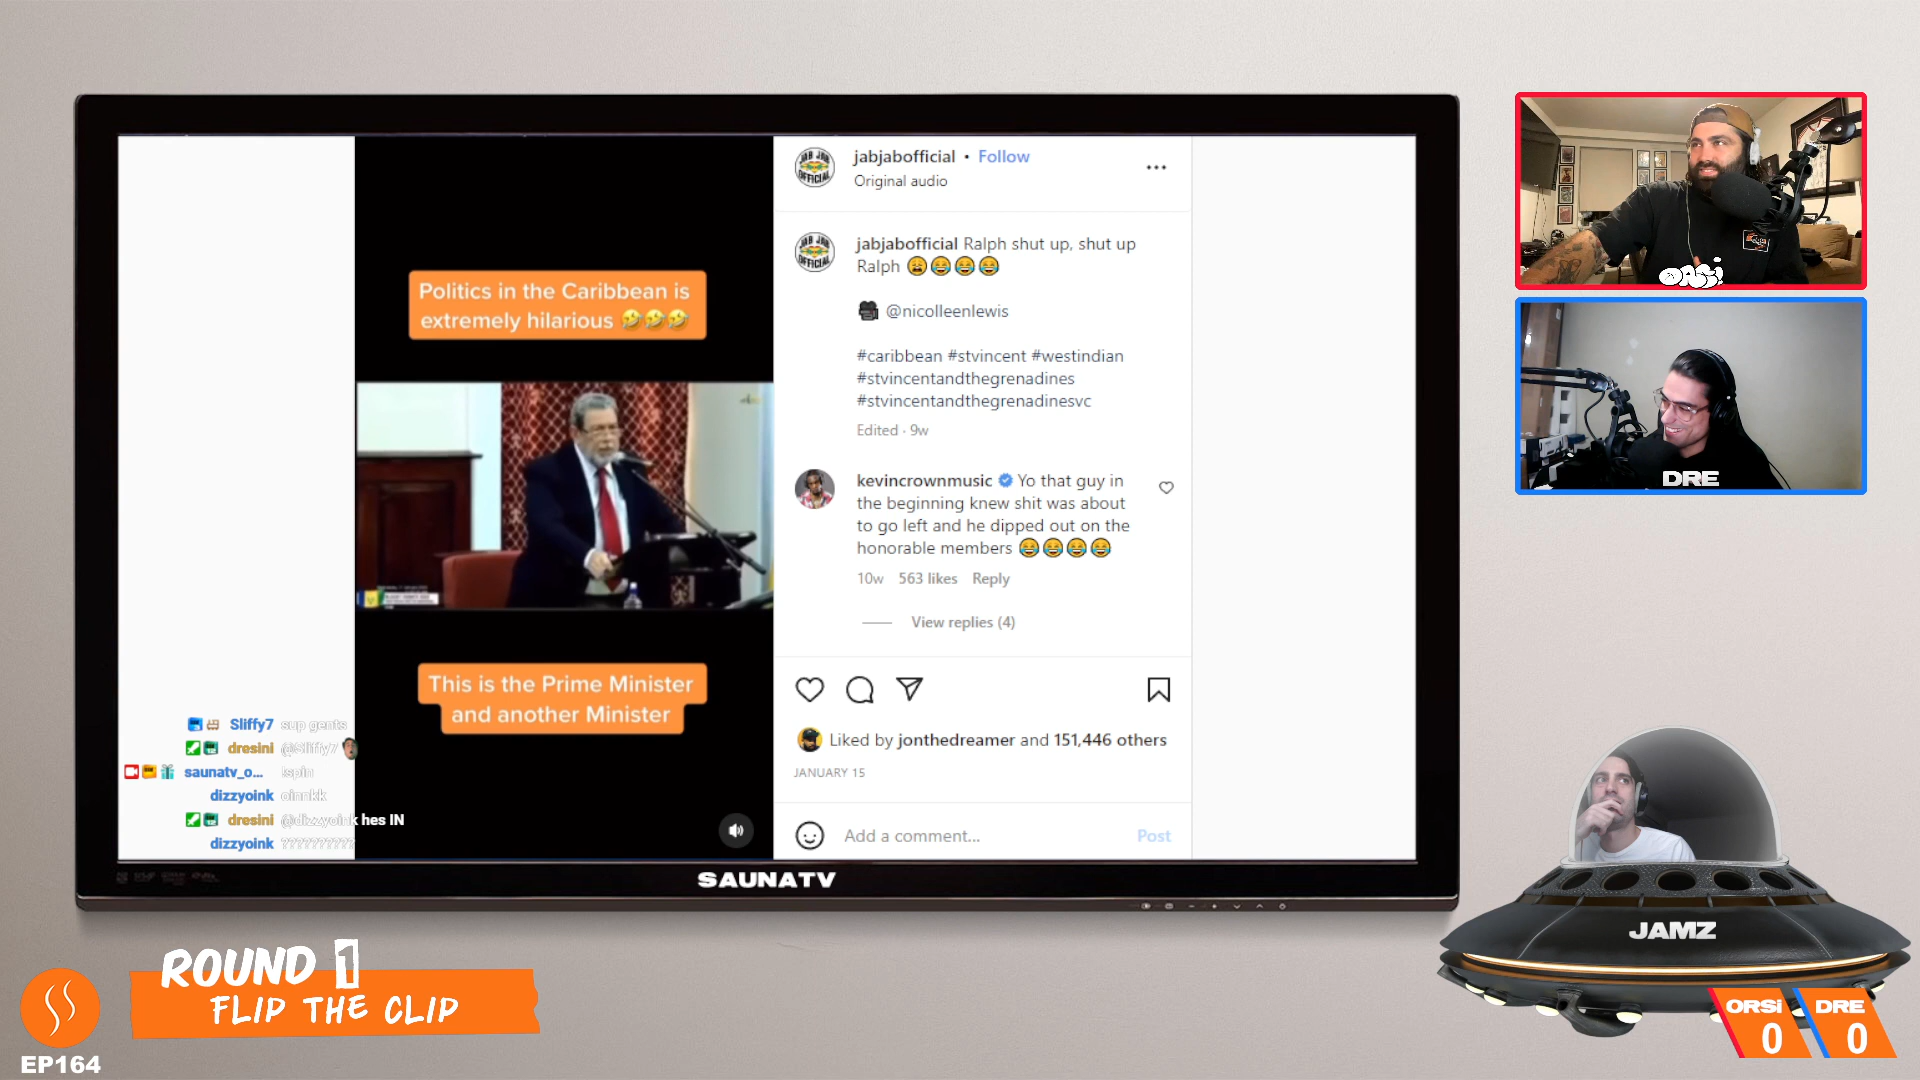 Politics in the Caribbean is
extremely hilarious 🤣🤣🤣
This is the Prime Minister
and another Minister
jabjabofficial • Follow
Original audio
jabjabofficial Ralph shut up, shut up
Ralph 😩😂😂😂
🎥 @nicolleenlewis
#caribbean #stvincent #westindian
#stvincentandthegrenadines
#stvincentandthegrenadinesvc
Edited · 9w
kevincrownmusic Yo that guy in
the beginning knew shit was about
to go left and he dipped out on the
honorable members 😂😂😂😂
10w 563 likes Reply
View replies (4)
Liked by jonthedreamer and 151,446 others
JANUARY 15
Add a comment...
Post
Sliffy7 sup gents
dresini @Sliffy7
saunatv_o... !spin
dizzyoink oinnkk
dresini @dizzyoink hes IN
dizzyoink ??????????
SAUNATV
ORSi
DRE
JAMZ
ROUND 1
FLIP THE CLIP
EP164
ORSi
0
DRE
0